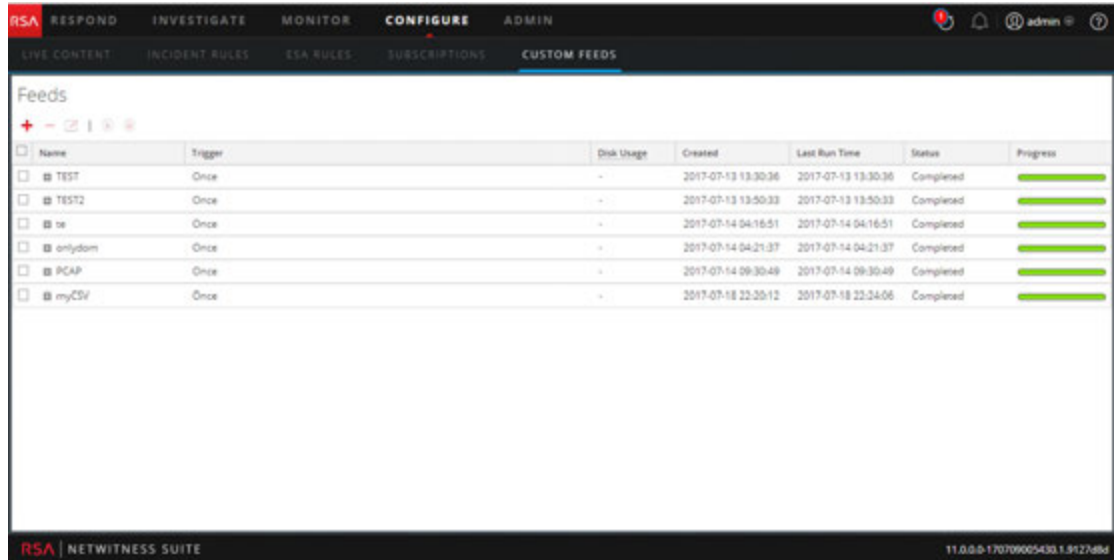 RSA RESPOND INVESTIGATE MONITOR CONFIGURE ADMIN 1 admin
LIVE CONTENT INCIDENT RULES ESA RULES SUBSCRIPTIONS CUSTOM FEEDS
Feeds
Name Trigger Disk Usage Created Last Run Time Status Progress
TEST Once - 2017-07-13 13:30:36 2017-07-13 13:30:36 Completed
TEST2 Once - 2017-07-13 13:50:33 2017-07-13 13:50:33 Completed
te Once - 2017-07-14 04:16:51 2017-07-14 04:16:51 Completed
onlydom Once - 2017-07-14 04:21:37 2017-07-14 04:21:37 Completed
PCAP Once - 2017-07-14 09:30:49 2017-07-14 09:30:49 Completed
myCSV Once - 2017-07-18 22:20:12 2017-07-18 22:24:06 Completed
RSA | NETWITNESS SUITE